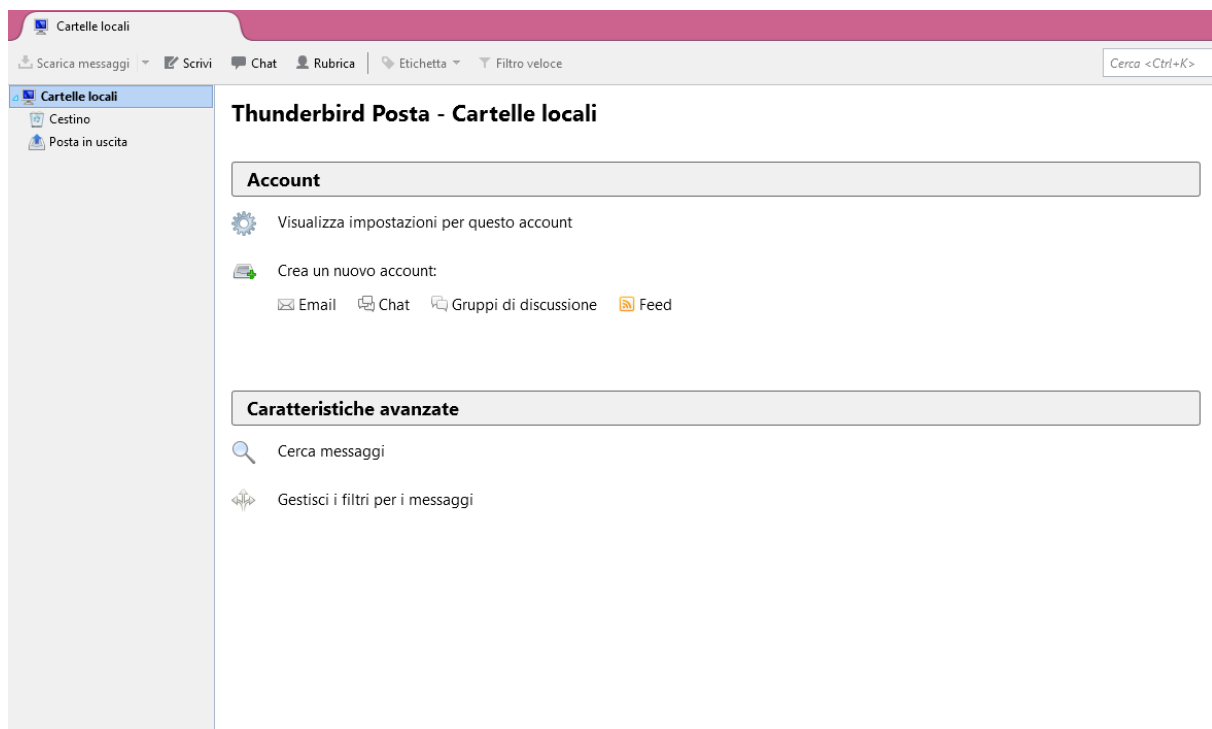 Cartelle locali
Scarica messaggi Scrivi Chat Rubrica Etichetta Filtro veloce Cerca <Ctrl+K>
Cartelle locali
Cestino
Posta in uscita
Thunderbird Posta - Cartelle locali
Account
Visualizza impostazioni per questo account
Crea un nuovo account:
Email Chat Gruppi di discussione Feed
Caratteristiche avanzate
Cerca messaggi
Gestisci i filtri per i messaggi